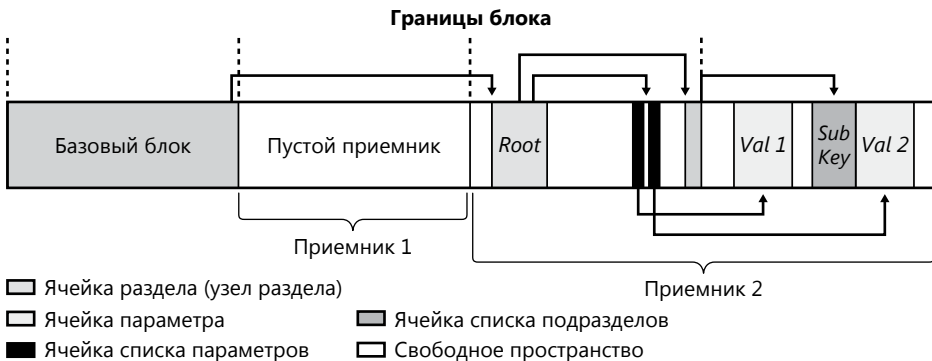 Границы блока
Базовый блок
Пустой приемник
Root
Val 1
Sub
Key
Val 2
Приемник 1
Приемник 2
Ячейка раздела (узел раздела)
Ячейка параметра
Ячейка списка подразделов
Ячейка списка параметров
Свободное пространство